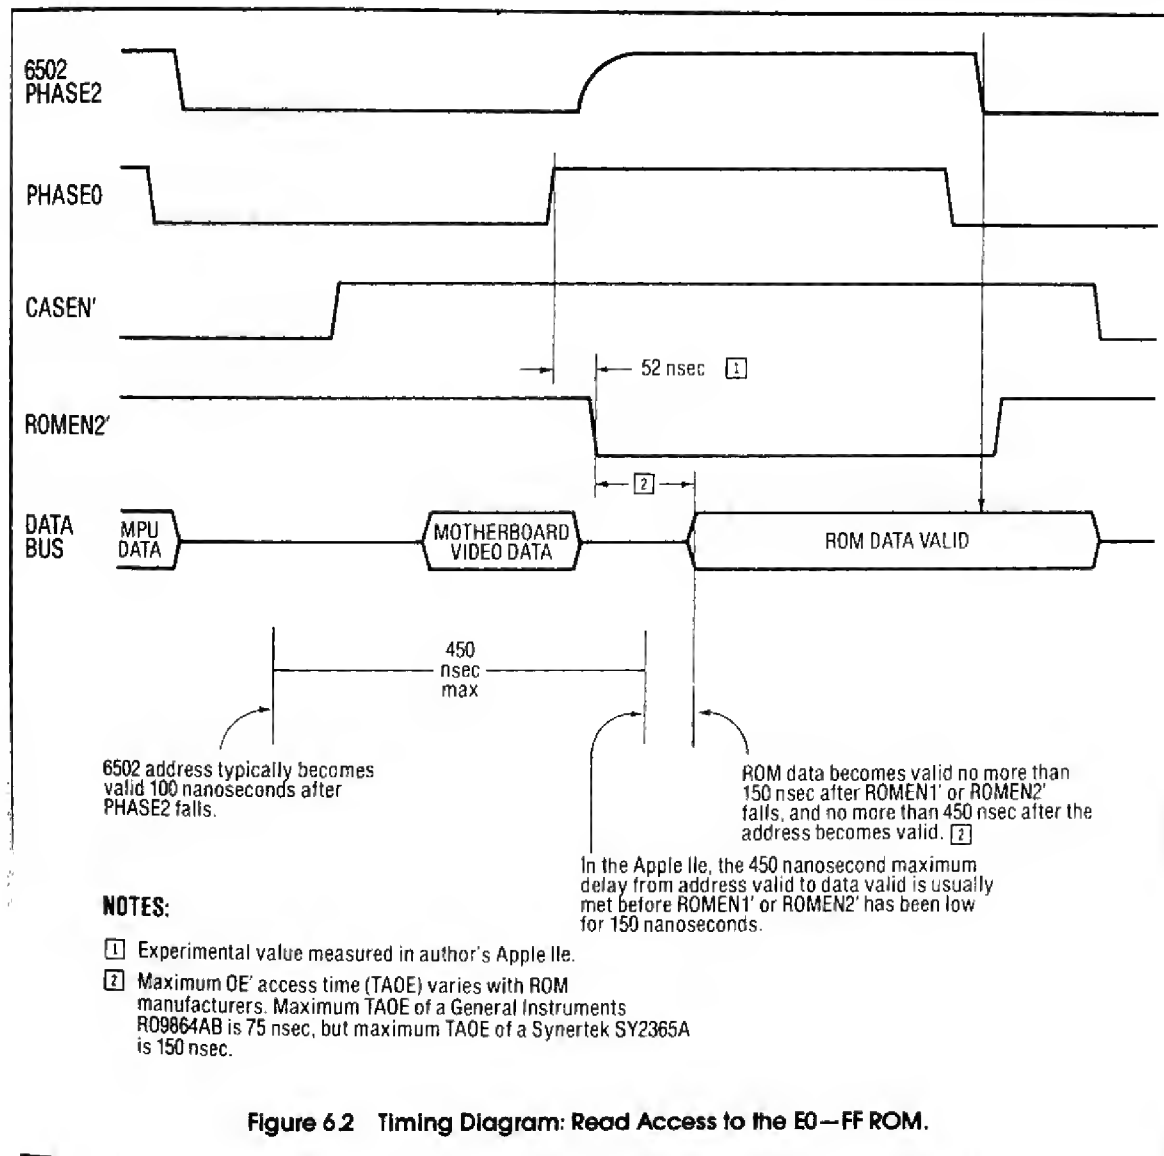 6502
PHASE2
PHASE0
CASEN'
52 nsec 1
ROMEN2'
2
DATA
BUS
MPU
DATA
MOTHERBOARD
VIDEO DATA
ROM DATA VALID
450
nsec
max
6502 address typically becomes
valid 100 nanoseconds after
PHASE2 falls.
ROM data becomes valid no more than
150 nsec after ROMEN1' or ROMEN2'
falls, and no more than 450 nsec after the
address becomes valid. 2
In the Apple IIe, the 450 nanosecond maximum
delay from address valid to data valid is usually
met before ROMEN1' or ROMEN2' has been low
for 150 nanoseconds.
NOTES:
1 Experimental value measured in author's Apple IIe.
2 Maximum OE' access time (TAOE) varies with ROM
manufacturers. Maximum TAOE of a General Instruments
RO9864AB is 75 nsec, but maximum TAOE of a Synertek SY2365A
is 150 nsec.
Figure 6.2 Timing Diagram: Read Access to the E0—FF ROM.